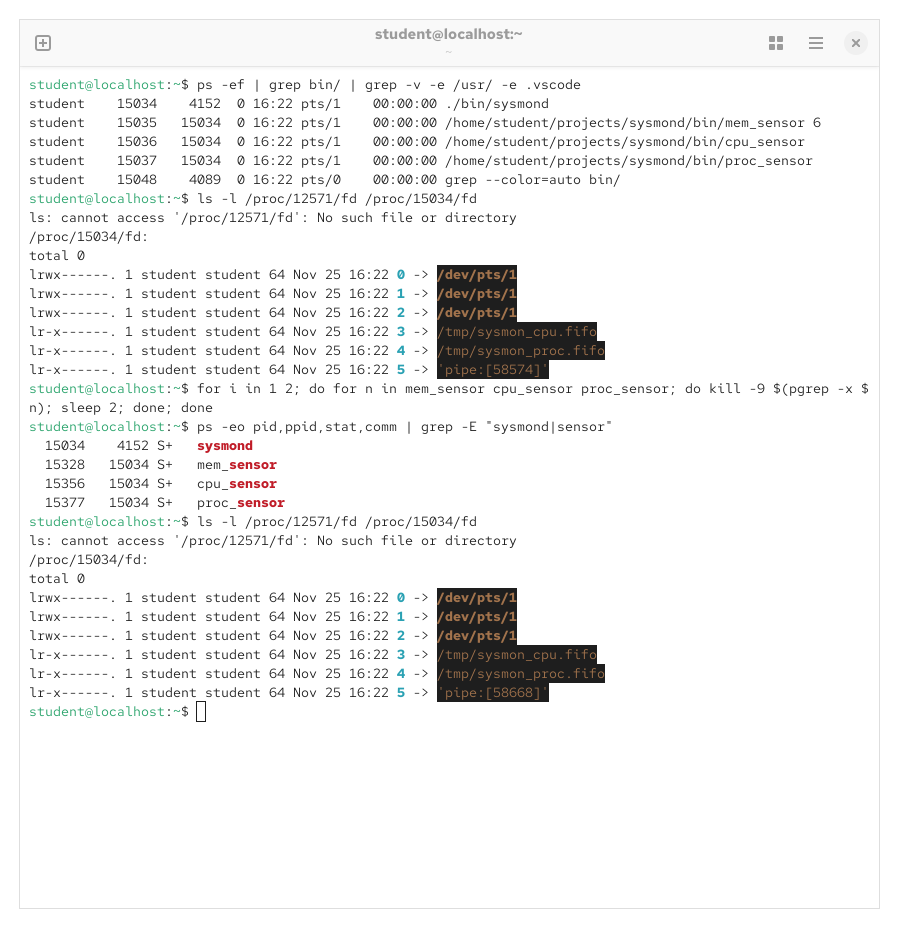 student@localhost:~
~
student@localhost:~$ ps -ef | grep bin/ | grep -v -e /usr/ -e .vscode
student    15034    4152  0 16:22 pts/1    00:00:00 ./bin/sysmond
student    15035   15034  0 16:22 pts/1    00:00:00 /home/student/projects/sysmond/bin/mem_sensor 6
student    15036   15034  0 16:22 pts/1    00:00:00 /home/student/projects/sysmond/bin/cpu_sensor
student    15037   15034  0 16:22 pts/1    00:00:00 /home/student/projects/sysmond/bin/proc_sensor
student    15048    4089  0 16:22 pts/0    00:00:00 grep --color=auto bin/
student@localhost:~$ ls -l /proc/12571/fd /proc/15034/fd
ls: cannot access '/proc/12571/fd': No such file or directory
/proc/15034/fd:
total 0
lrwx------. 1 student student 64 Nov 25 16:22 0 -> /dev/pts/1
lrwx------. 1 student student 64 Nov 25 16:22 1 -> /dev/pts/1
lrwx------. 1 student student 64 Nov 25 16:22 2 -> /dev/pts/1
lr-x------. 1 student student 64 Nov 25 16:22 3 -> /tmp/sysmon_cpu.fifo
lr-x------. 1 student student 64 Nov 25 16:22 4 -> /tmp/sysmon_proc.fifo
lr-x------. 1 student student 64 Nov 25 16:22 5 -> 'pipe:[58574]'
student@localhost:~$ for i in 1 2; do for n in mem_sensor cpu_sensor proc_sensor; do kill -9 $(pgrep -x $
n); sleep 2; done; done
student@localhost:~$ ps -eo pid,ppid,stat,comm | grep -E "sysmond|sensor"
  15034    4152 S+   sysmond
  15328   15034 S+   mem_sensor
  15356   15034 S+   cpu_sensor
  15377   15034 S+   proc_sensor
student@localhost:~$ ls -l /proc/12571/fd /proc/15034/fd
ls: cannot access '/proc/12571/fd': No such file or directory
/proc/15034/fd:
total 0
lrwx------. 1 student student 64 Nov 25 16:22 0 -> /dev/pts/1
lrwx------. 1 student student 64 Nov 25 16:22 1 -> /dev/pts/1
lrwx------. 1 student student 64 Nov 25 16:22 2 -> /dev/pts/1
lr-x------. 1 student student 64 Nov 25 16:22 3 -> /tmp/sysmon_cpu.fifo
lr-x------. 1 student student 64 Nov 25 16:22 4 -> /tmp/sysmon_proc.fifo
lr-x------. 1 student student 64 Nov 25 16:22 5 -> 'pipe:[58668]'
student@localhost:~$